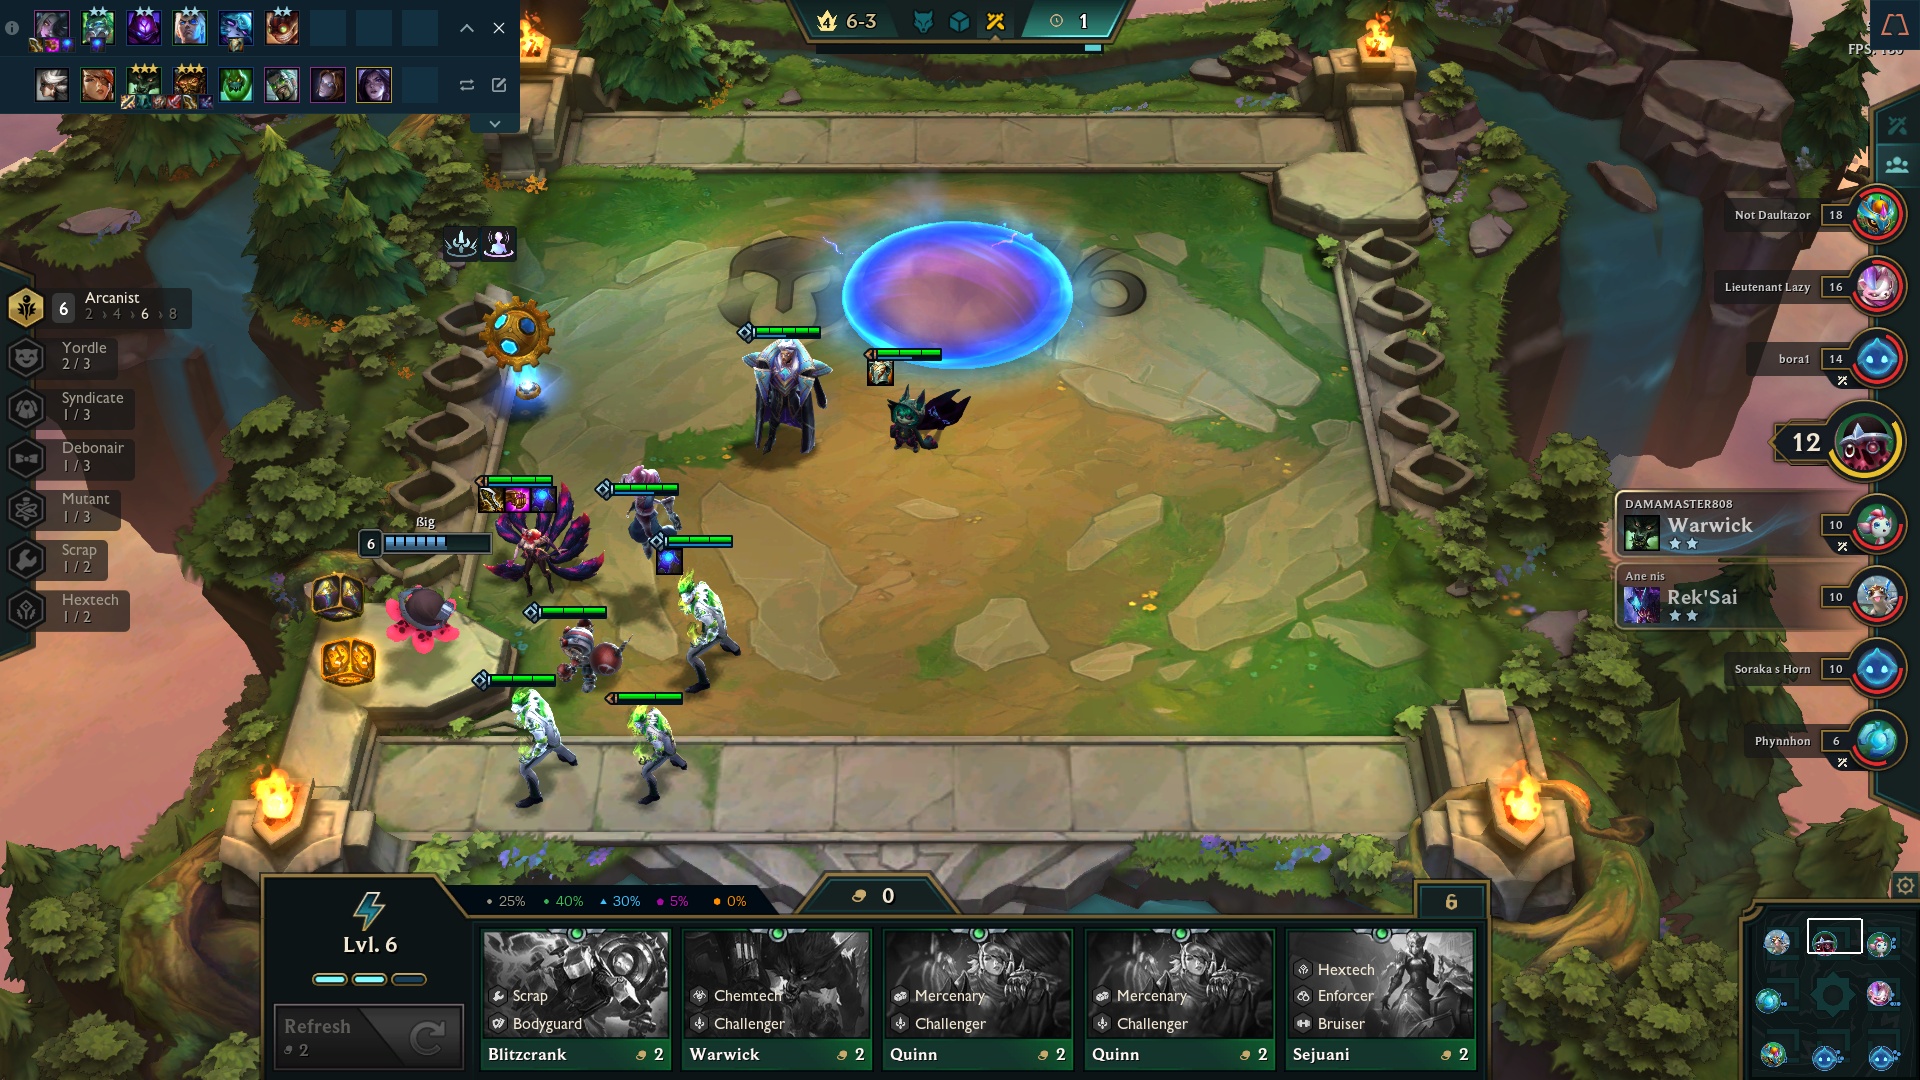 6-3
1
FPS:
Not Daultazor
18
Lieutenant Lazy
16
bora1
14
12
DAMAMASTER808
Warwick
10
Ane nis
Rek'Sai
10
Soraka s Horn
10
Phynnhon
6
6
Arcanist
2 › 4 › 6 › 8
Yordle
2 / 3
Syndicate
1 / 3
Debonair
1 / 3
Mutant
1 / 3
Scrap
1 / 2
Hextech
1 / 2
ßig
6
25%
40%
30%
5%
0%
0
6
Lvl. 6
Refresh
2
Scrap
Bodyguard
Blitzcrank
2
Chemtech
Challenger
Warwick
2
Mercenary
Challenger
Quinn
2
Mercenary
Challenger
Quinn
2
Hextech
Enforcer
Bruiser
Sejuani
2